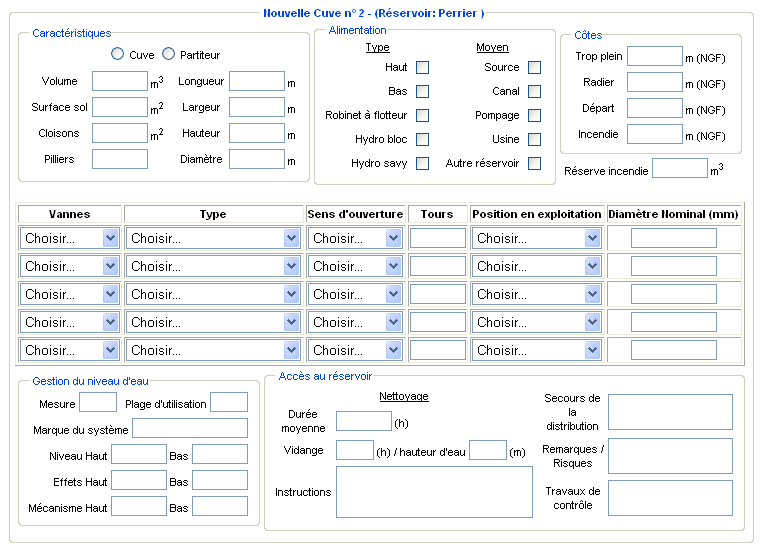 Nouvelle Cuve n° 2 - (Réservoir: Perrier )
Caractéristiques
Cuve Partiteur
Volume m3 Longueur m
Surface sol m2 Largeur m
Cloisons m2 Hauteur m
Pilliers Diamètre m
Alimentation
Type Moyen
Haut Source
Bas Canal
Robinet à flotteur Pompage
Hydro bloc Usine
Hydro savy Autre réservoir
Côtes
Trop plein m (NGF)
Radier m (NGF)
Départ m (NGF)
Incendie m (NGF)
Réserve incendie m3
Vannes Type Sens d'ouverture Tours Position en exploitation Diamètre Nominal (mm)
Choisir... Choisir... Choisir... Choisir...
Choisir... Choisir... Choisir... Choisir...
Choisir... Choisir... Choisir... Choisir...
Choisir... Choisir... Choisir... Choisir...
Choisir... Choisir... Choisir... Choisir...
Gestion du niveau d'eau
Mesure Plage d'utilisation
Marque du système
Niveau Haut Bas
Effets Haut Bas
Mécanisme Haut Bas
Accès au réservoir
Nettoyage
Durée
moyenne (h)
Vidange (h) / hauteur d'eau (m)
Instructions
Secours de
la
distribution
Remarques /
Risques
Travaux de
contrôle